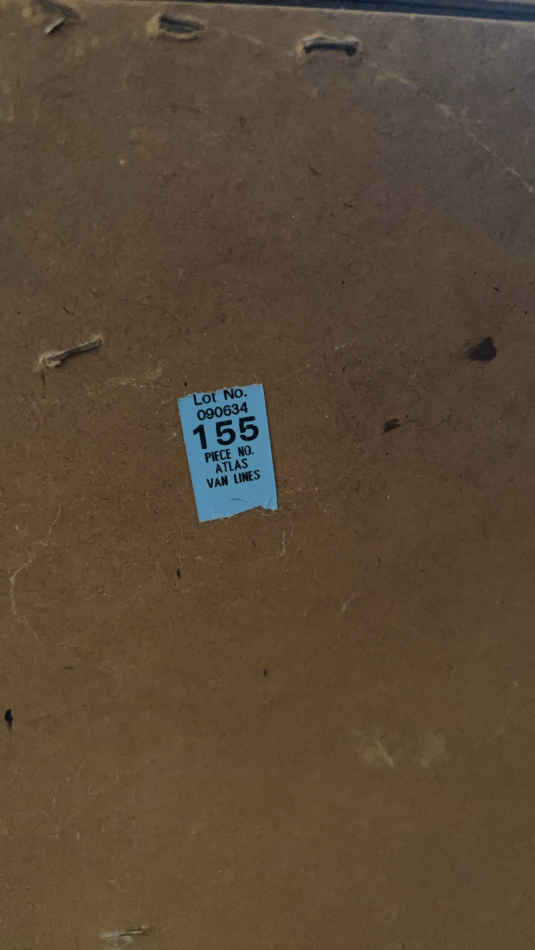 Lot No.
090634
155
PIECE NO.
ATLAS
VAN LINES